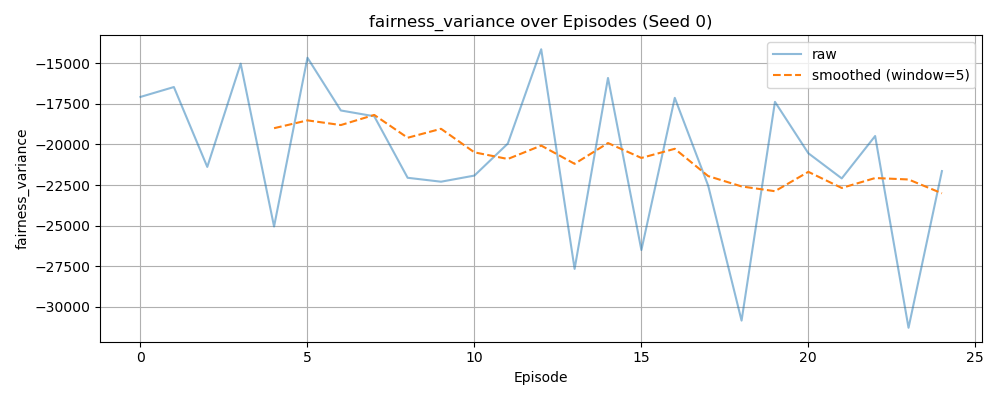 fairness_variance over Episodes (Seed 0)
raw
smoothed (window=5)
fairness_variance
−15000
−17500
−20000
−22500
−25000
−27500
−30000
0
5
10
15
20
25
Episode